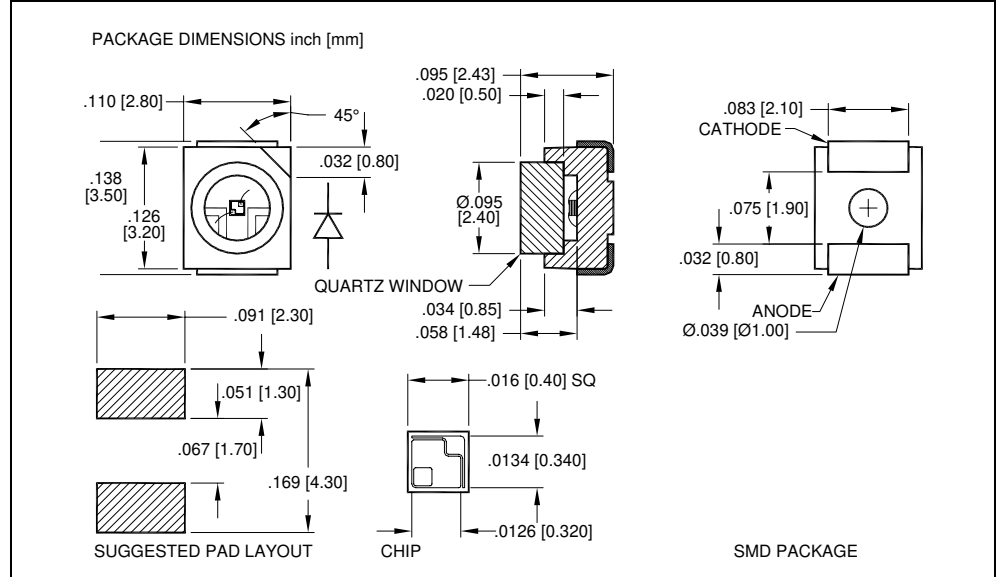 PACKAGE DIMENSIONS inch [mm]
.110 [2.80]
45°
.032 [0.80]
.138
[3.50]
.126
[3.20]
.095 [2.43]
.020 [0.50]
Ø.095
[2.40]
QUARTZ WINDOW
.034 [0.85]
.058 [1.48]
.083 [2.10]
CATHODE
.075 [1.90]
.032 [0.80]
ANODE
Ø.039 [Ø1.00]
.091 [2.30]
.051 [1.30]
.067 [1.70]
.169 [4.30]
SUGGESTED PAD LAYOUT
.016 [0.40] SQ
.0134 [0.340]
.0126 [0.320]
CHIP
SMD PACKAGE